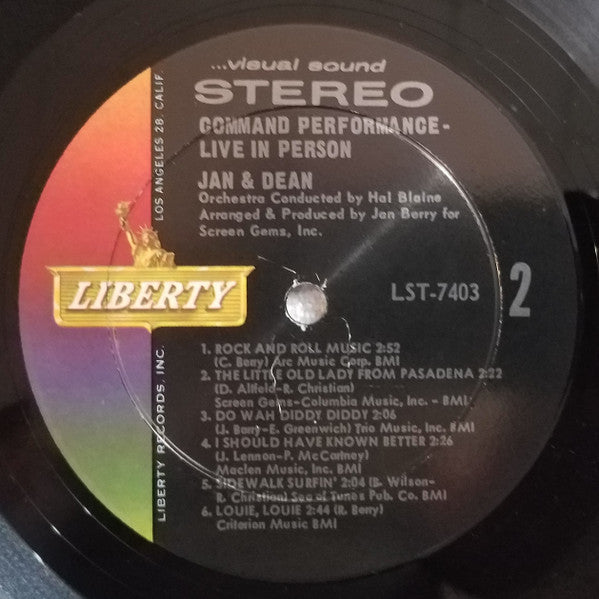 ...visual sound
STEREO
COMMAND PERFORMANCE-
LIVE IN PERSON
JAN & DEAN
Orchestra Conducted by Hal Blaine
Arranged & Produced by Jan Berry for
Screen Gems, Inc.
LIBERTY
LIBERTY RECORDS, INC.
LOS ANGELES 28, CALIF.
LST-7403
2
1. ROCK AND ROLL MUSIC 2:52
(C. Berry) Arc Music Corp. BMI
2. THE LITTLE OLD LADY FROM PASADENA 2:22
(D. Altfeld-R. Christian)
Screen Gems-Columbia Music, Inc. - BMI
3. DO WAH DIDDY DIDDY 2:06
(J. Barry-E. Greenwich) Trio Music, Inc. BMI
4. I SHOULD HAVE KNOWN BETTER 2:26
(J. Lennon-P. McCartney)
Maclen Music, Inc. BMI
5. SIDEWALK SURFIN' 2:04 (B. Wilson-
R. Christian) Sea of Tunes Pub. Co. BMI
6. LOUIE, LOUIE 2:44 (R. Berry)
Criterion Music BMI